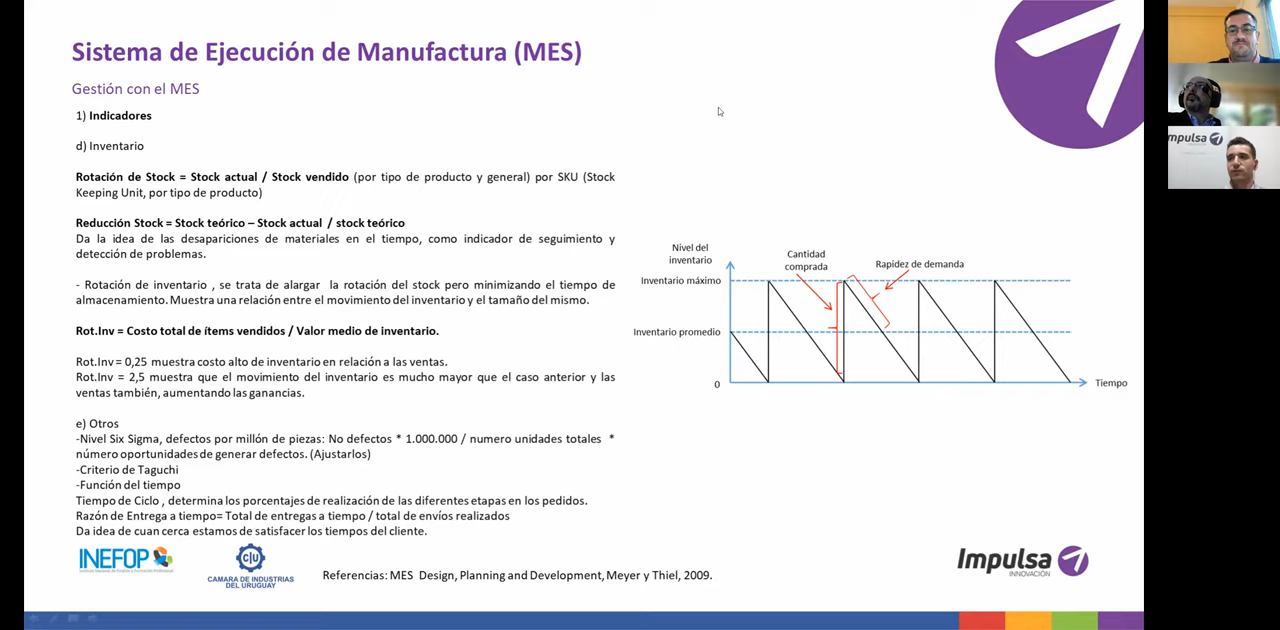 Sistema de Ejecución de Manufactura (MES)
Gestión con el MES
1) Indicadores
d) Inventario
Rotación de Stock = Stock actual / Stock vendido (por tipo de producto y general) por SKU (Stock
Keeping Unit, por tipo de producto)
Reducción Stock = Stock teórico – Stock actual / stock teórico
Da la idea de las desapariciones de materiales en el tiempo, como indicador de seguimiento y
detección de problemas.
- Rotación de inventario , se trata de alargar la rotación del stock pero minimizando el tiempo de
almacenamiento. Muestra una relación entre el movimiento del inventario y el tamaño del mismo.
Rot.Inv = Costo total de ítems vendidos / Valor medio de inventario.
Rot.Inv = 0,25 muestra costo alto de inventario en relación a las ventas.
Rot.Inv = 2,5 muestra que el movimiento del inventario es mucho mayor que el caso anterior y las
ventas también, aumentando las ganancias.
e) Otros
-Nivel Six Sigma, defectos por millón de piezas: No defectos * 1.000.000 / numero unidades totales *
número oportunidades de generar defectos. (Ajustarlos)
-Criterio de Taguchi
-Función del tiempo
Tiempo de Ciclo , determina los porcentajes de realización de las diferentes etapas en los pedidos.
Razón de Entrega a tiempo= Total de entregas a tiempo / total de envíos realizados
Da idea de cuan cerca estamos de satisfacer los tiempos del cliente.
Nivel del
inventario
Cantidad
comprada
Rapidez de demanda
Inventario máximo
Inventario promedio
0
Tiempo
INEFOP
CIU
CAMARA DE INDUSTRIAS
DEL URUGUAY
Referencias: MES Design, Planning and Development, Meyer y Thiel, 2009.
Impulsa
INNOVACIÓN
impulsa